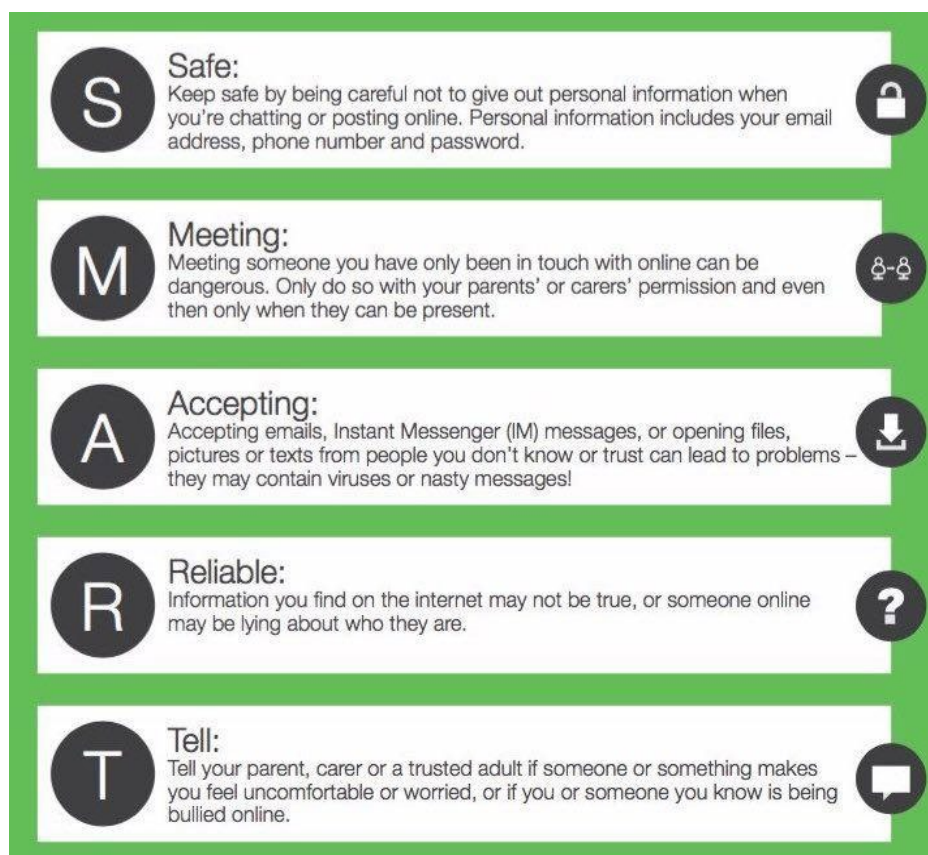 S
Safe:
Keep safe by being careful not to give out personal information when
you're chatting or posting online. Personal information includes your email
address, phone number and password.
M
Meeting:
Meeting someone you have only been in touch with online can be
dangerous. Only do so with your parents' or carers' permission and even
then only when they can be present.
A
Accepting:
Accepting emails, Instant Messenger (IM) messages, or opening files,
pictures or texts from people you don't know or trust can lead to problems –
they may contain viruses or nasty messages!
R
Reliable:
Information you find on the internet may not be true, or someone online
may be lying about who they are.
?
T
Tell:
Tell your parent, carer or a trusted adult if someone or something makes
you feel uncomfortable or worried, or if you or someone you know is being
bullied online.